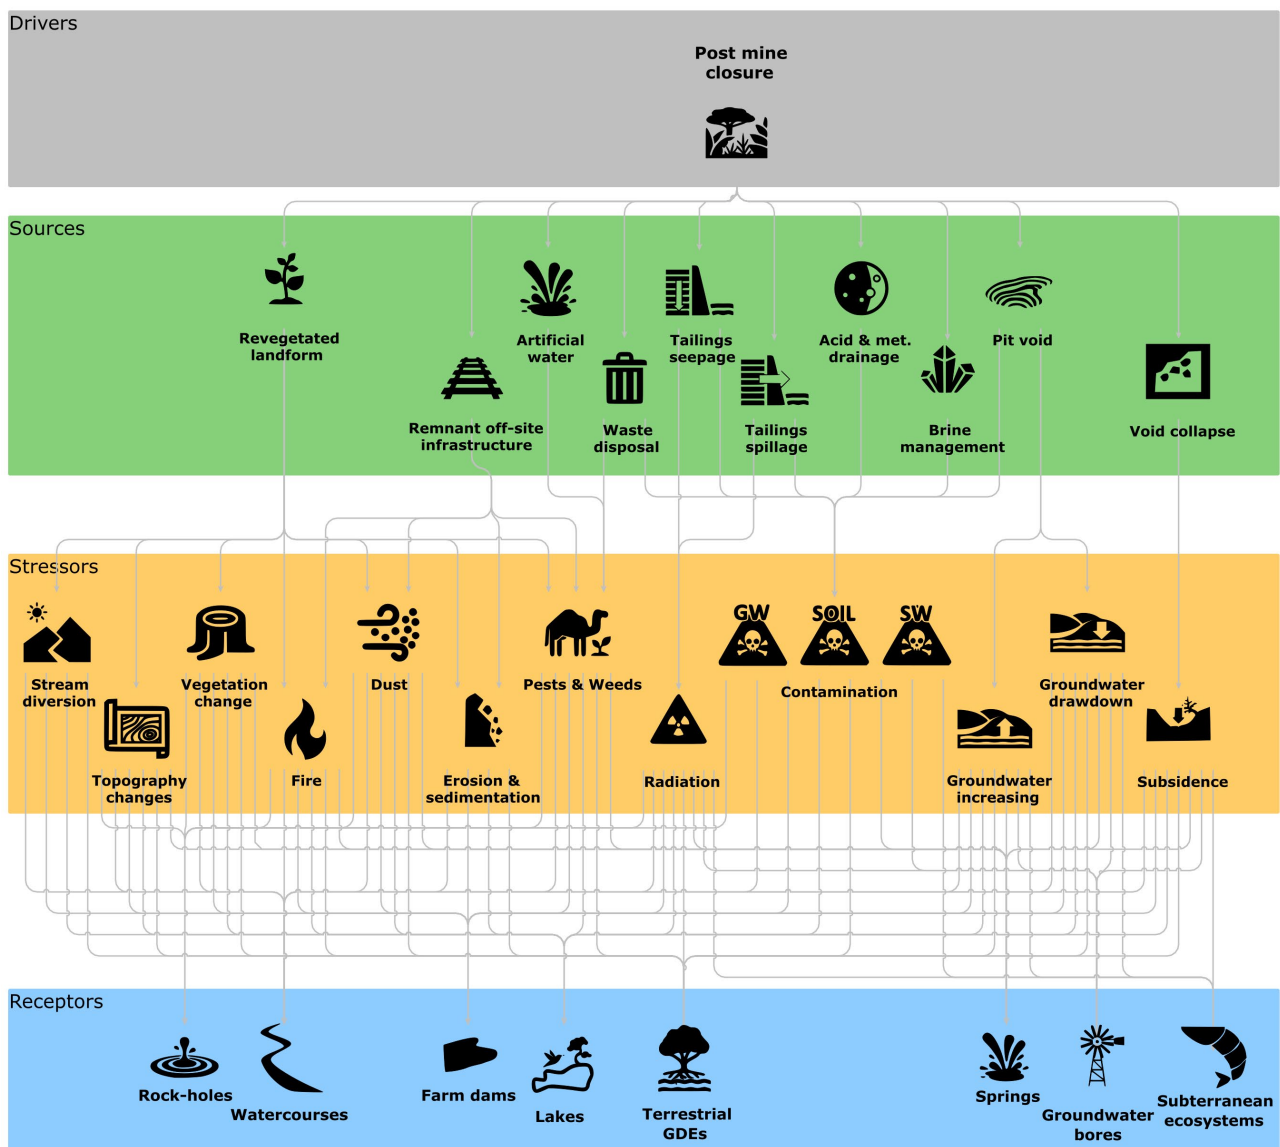 Drivers
Post mine
closure
Sources
Revegetated
landform
Artificial
water
Tailings
seepage
Acid & met.
drainage
Pit void
Remnant off-site
infrastructure
Waste
disposal
Tailings
spillage
Brine
management
Void collapse
Stressors
GW
SOIL
SW
Stream
diversion
Vegetation
change
Dust
Pests & Weeds
Contamination
Groundwater
drawdown
Topography
changes
Fire
Erosion &
sedimentation
Radiation
Groundwater
increasing
Subsidence
Receptors
Rock-holes
Watercourses
Farm dams
Lakes
Terrestrial
GDEs
Springs
Groundwater
bores
Subterranean
ecosystems